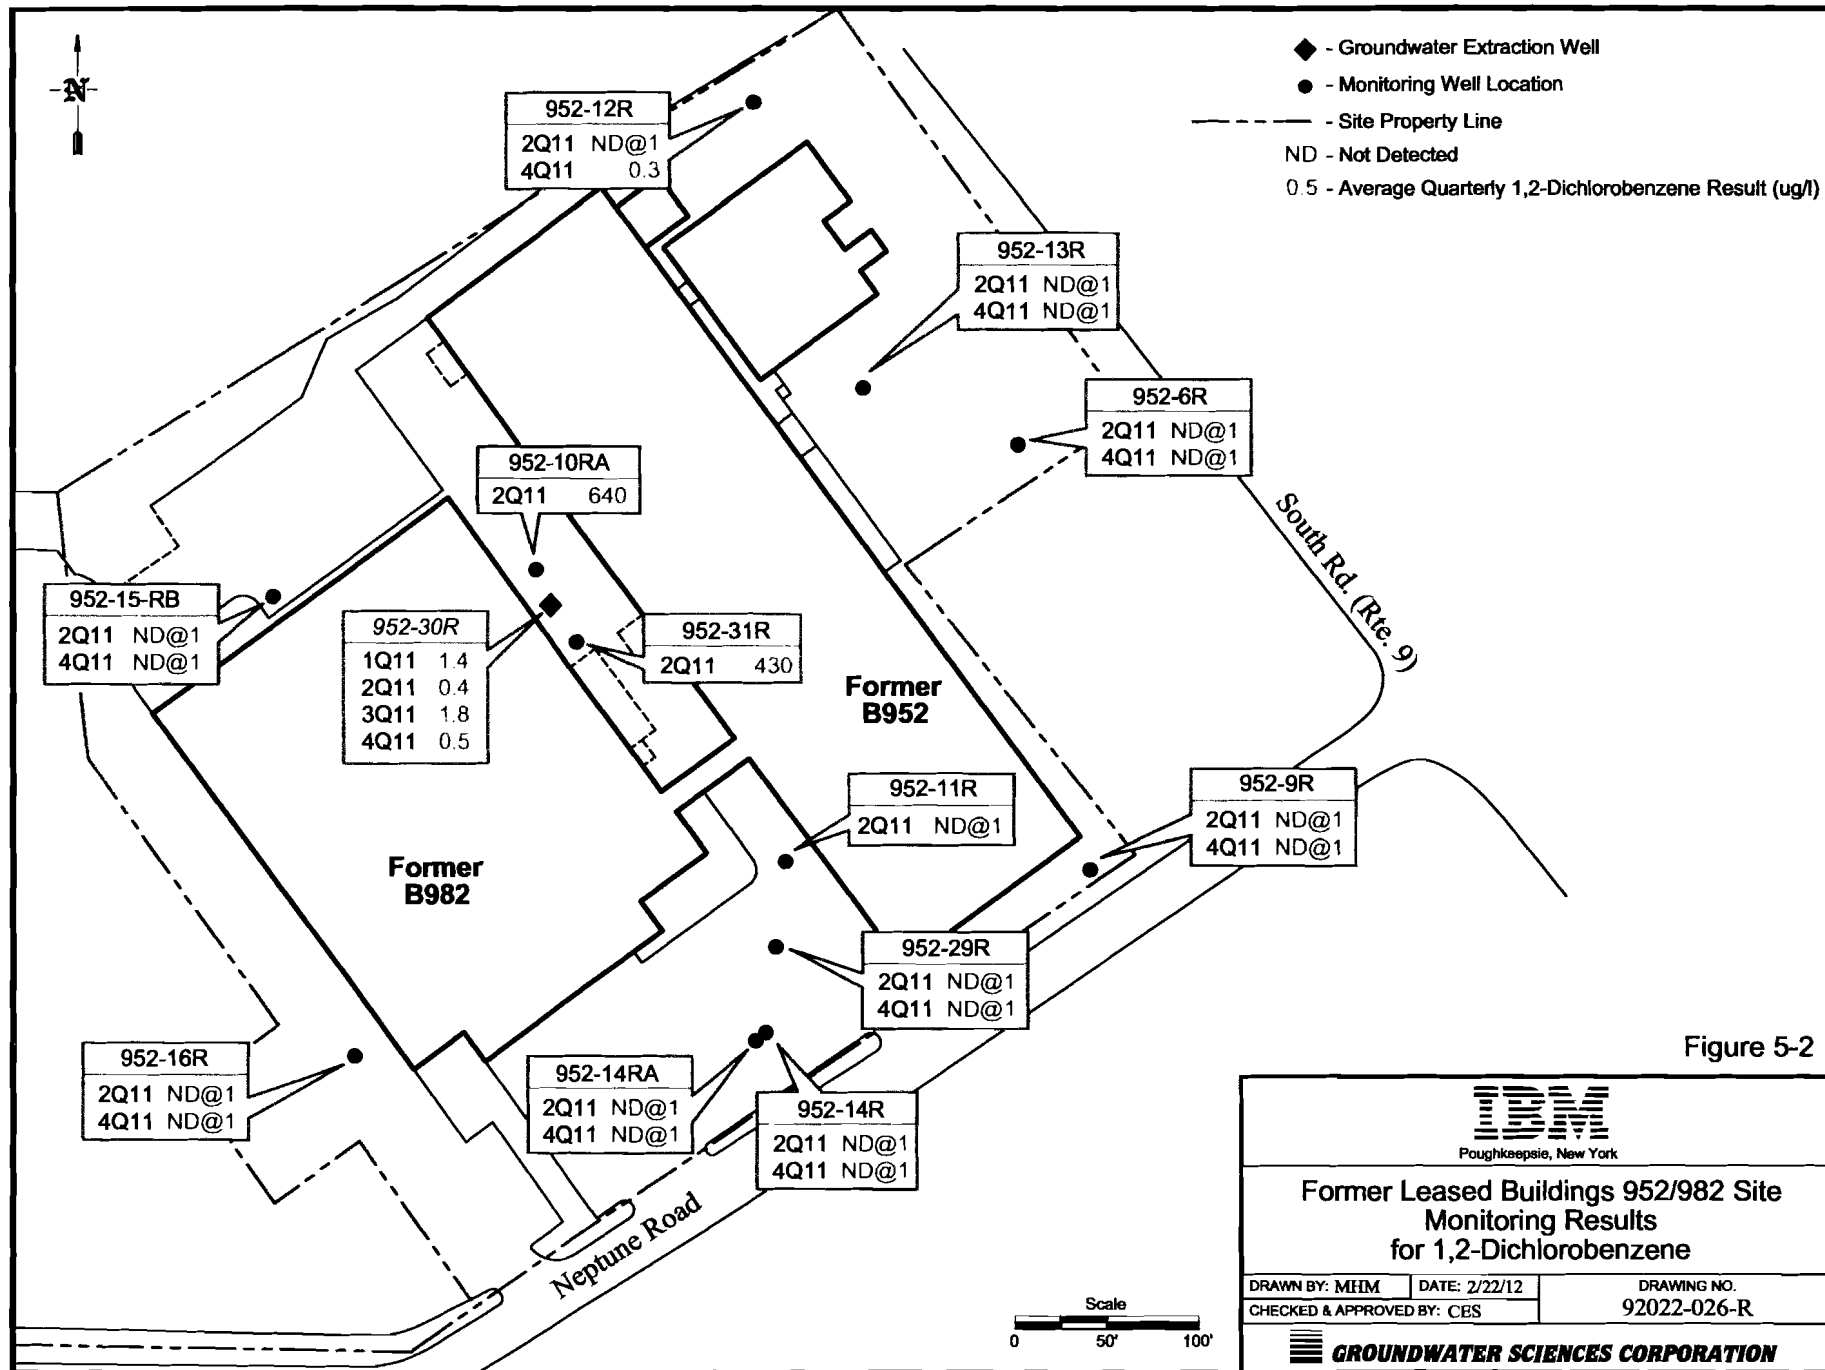 N
◆ - Groundwater Extraction Well
● - Monitoring Well Location
- Site Property Line
ND - Not Detected
0.5 - Average Quarterly 1,2-Dichlorobenzene Result (ug/l)
952-12R
2Q11 ND@1
4Q11 0.3
952-13R
2Q11 ND@1
4Q11 ND@1
952-6R
2Q11 ND@1
4Q11 ND@1
952-10RA
2Q11 640
South Rd. (Rte. 9)
952-15-RB
2Q11 ND@1
4Q11 ND@1
952-30R
1Q11 1.4
2Q11 0.4
3Q11 1.8
4Q11 0.5
952-31R
2Q11 430
Former
B952
952-11R
2Q11 ND@1
952-9R
2Q11 ND@1
4Q11 ND@1
Former
B982
952-29R
2Q11 ND@1
4Q11 ND@1
952-16R
2Q11 ND@1
4Q11 ND@1
952-14RA
2Q11 ND@1
4Q11 ND@1
952-14R
2Q11 ND@1
4Q11 ND@1
Neptune Road
Scale
0 50' 100'
Figure 5-2
IBM
Poughkeepsie, New York
Former Leased Buildings 952/982 Site
Monitoring Results
for 1,2-Dichlorobenzene
DRAWN BY: MHM DATE: 2/22/12 DRAWING NO.
CHECKED & APPROVED BY: CES 92022-026-R
GROUNDWATER SCIENCES CORPORATION